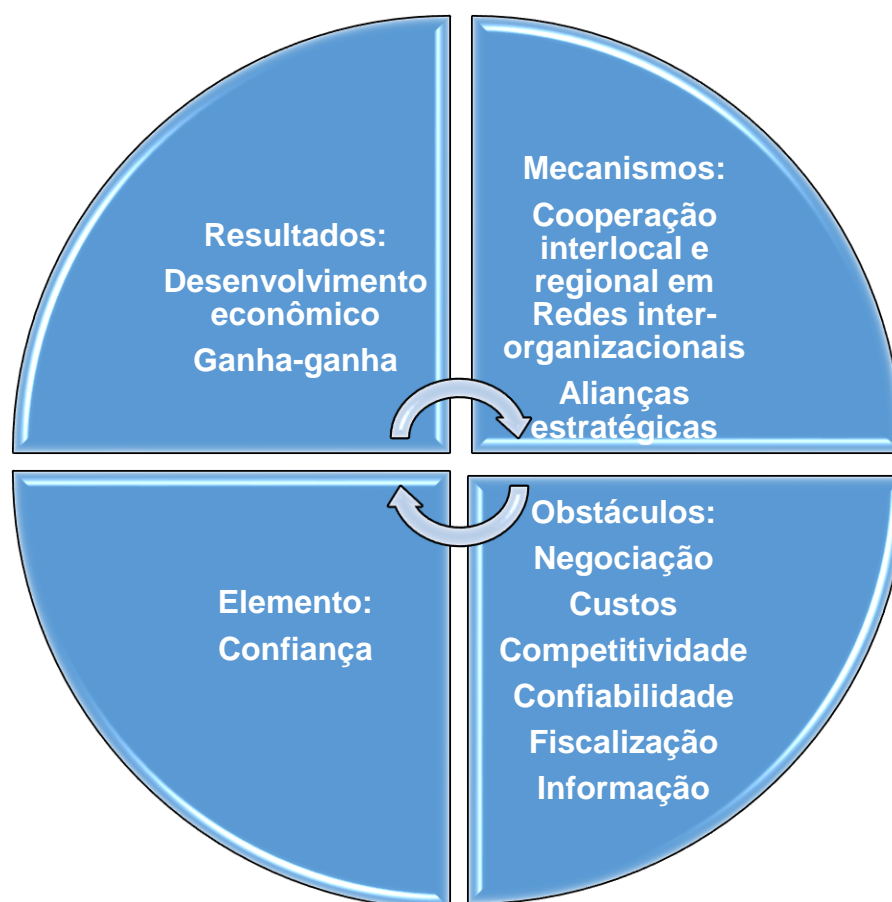 Resultados:
Desenvolvimento
econômico
Ganha-ganha
Mecanismos:
Cooperação
interlocal e
regional em
Redes inter-
organizacionais
Alianças
estratégicas
Elemento:
Confiança
Obstáculos:
Negociação
Custos
Competitividade
Confiabilidade
Fiscalização
Informação